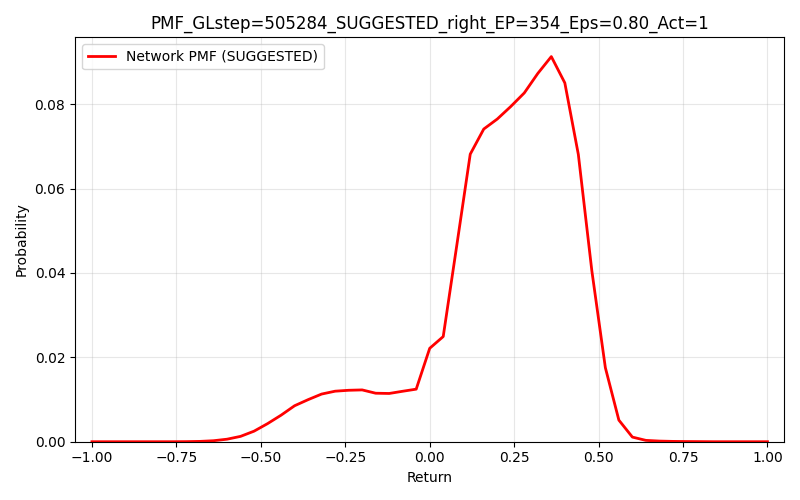 PMF_GLstep=505284_SUGGESTED_right_EP=354_Eps=0.80_Act=1
Network PMF (SUGGESTED)
Probability
0.08
0.06
0.04
0.02
0.00
−1.00 −0.75 −0.50 −0.25 0.00 0.25 0.50 0.75 1.00
Return